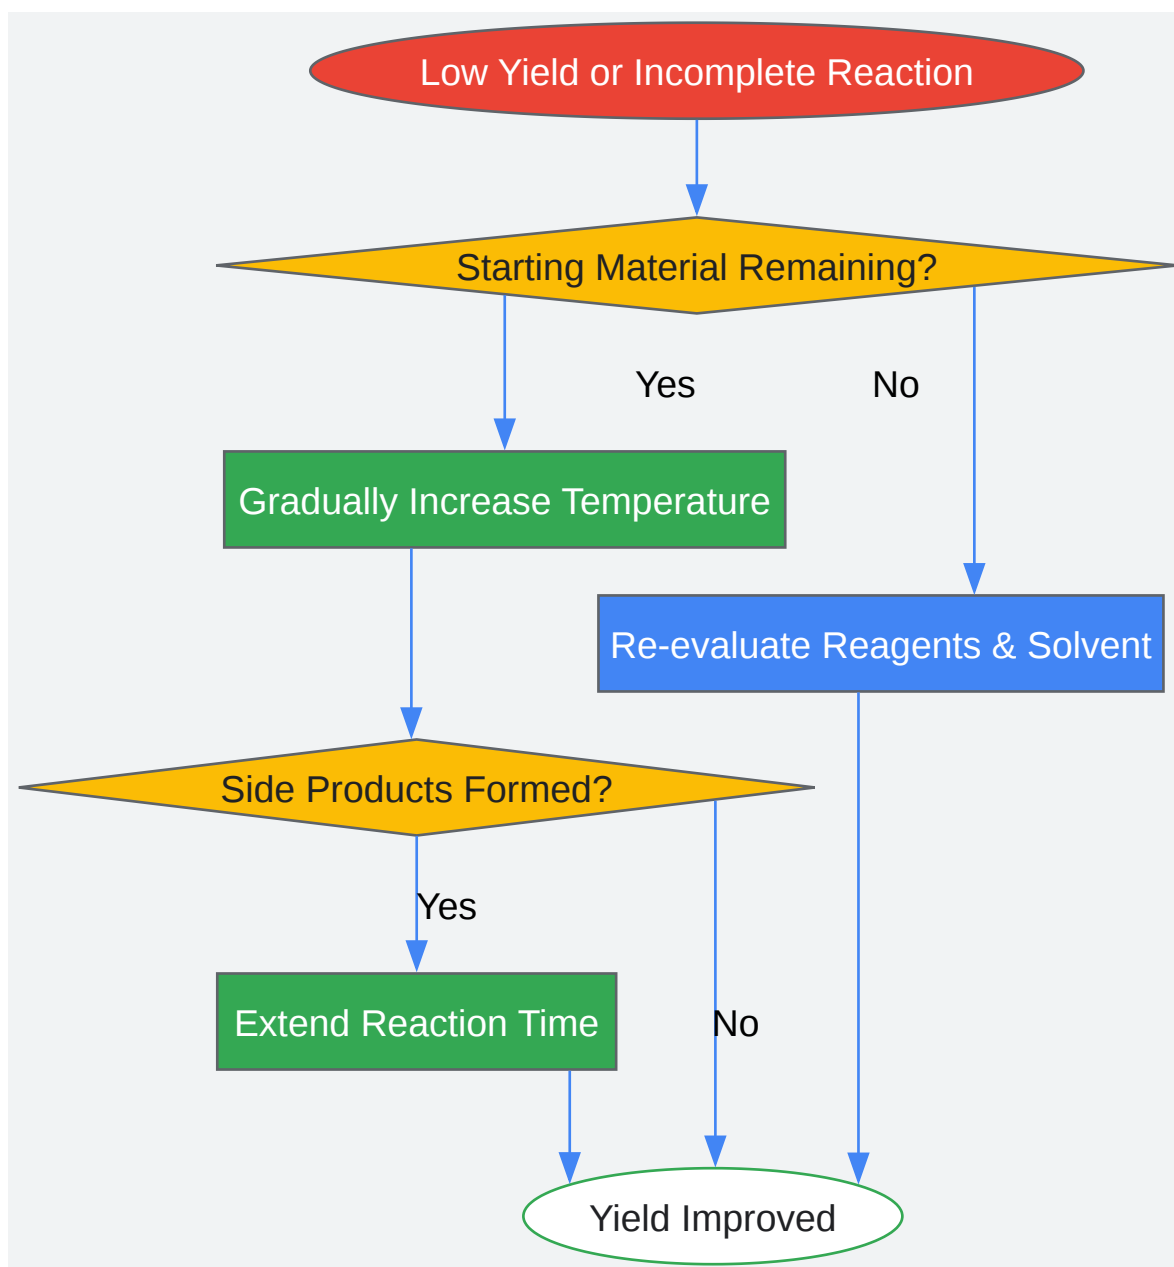 Low Yield or Incomplete Reaction
Starting Material Remaining?
Yes
No
Gradually Increase Temperature
Re-evaluate Reagents & Solvent
Side Products Formed?
Yes
Extend Reaction Time
No
Yield Improved